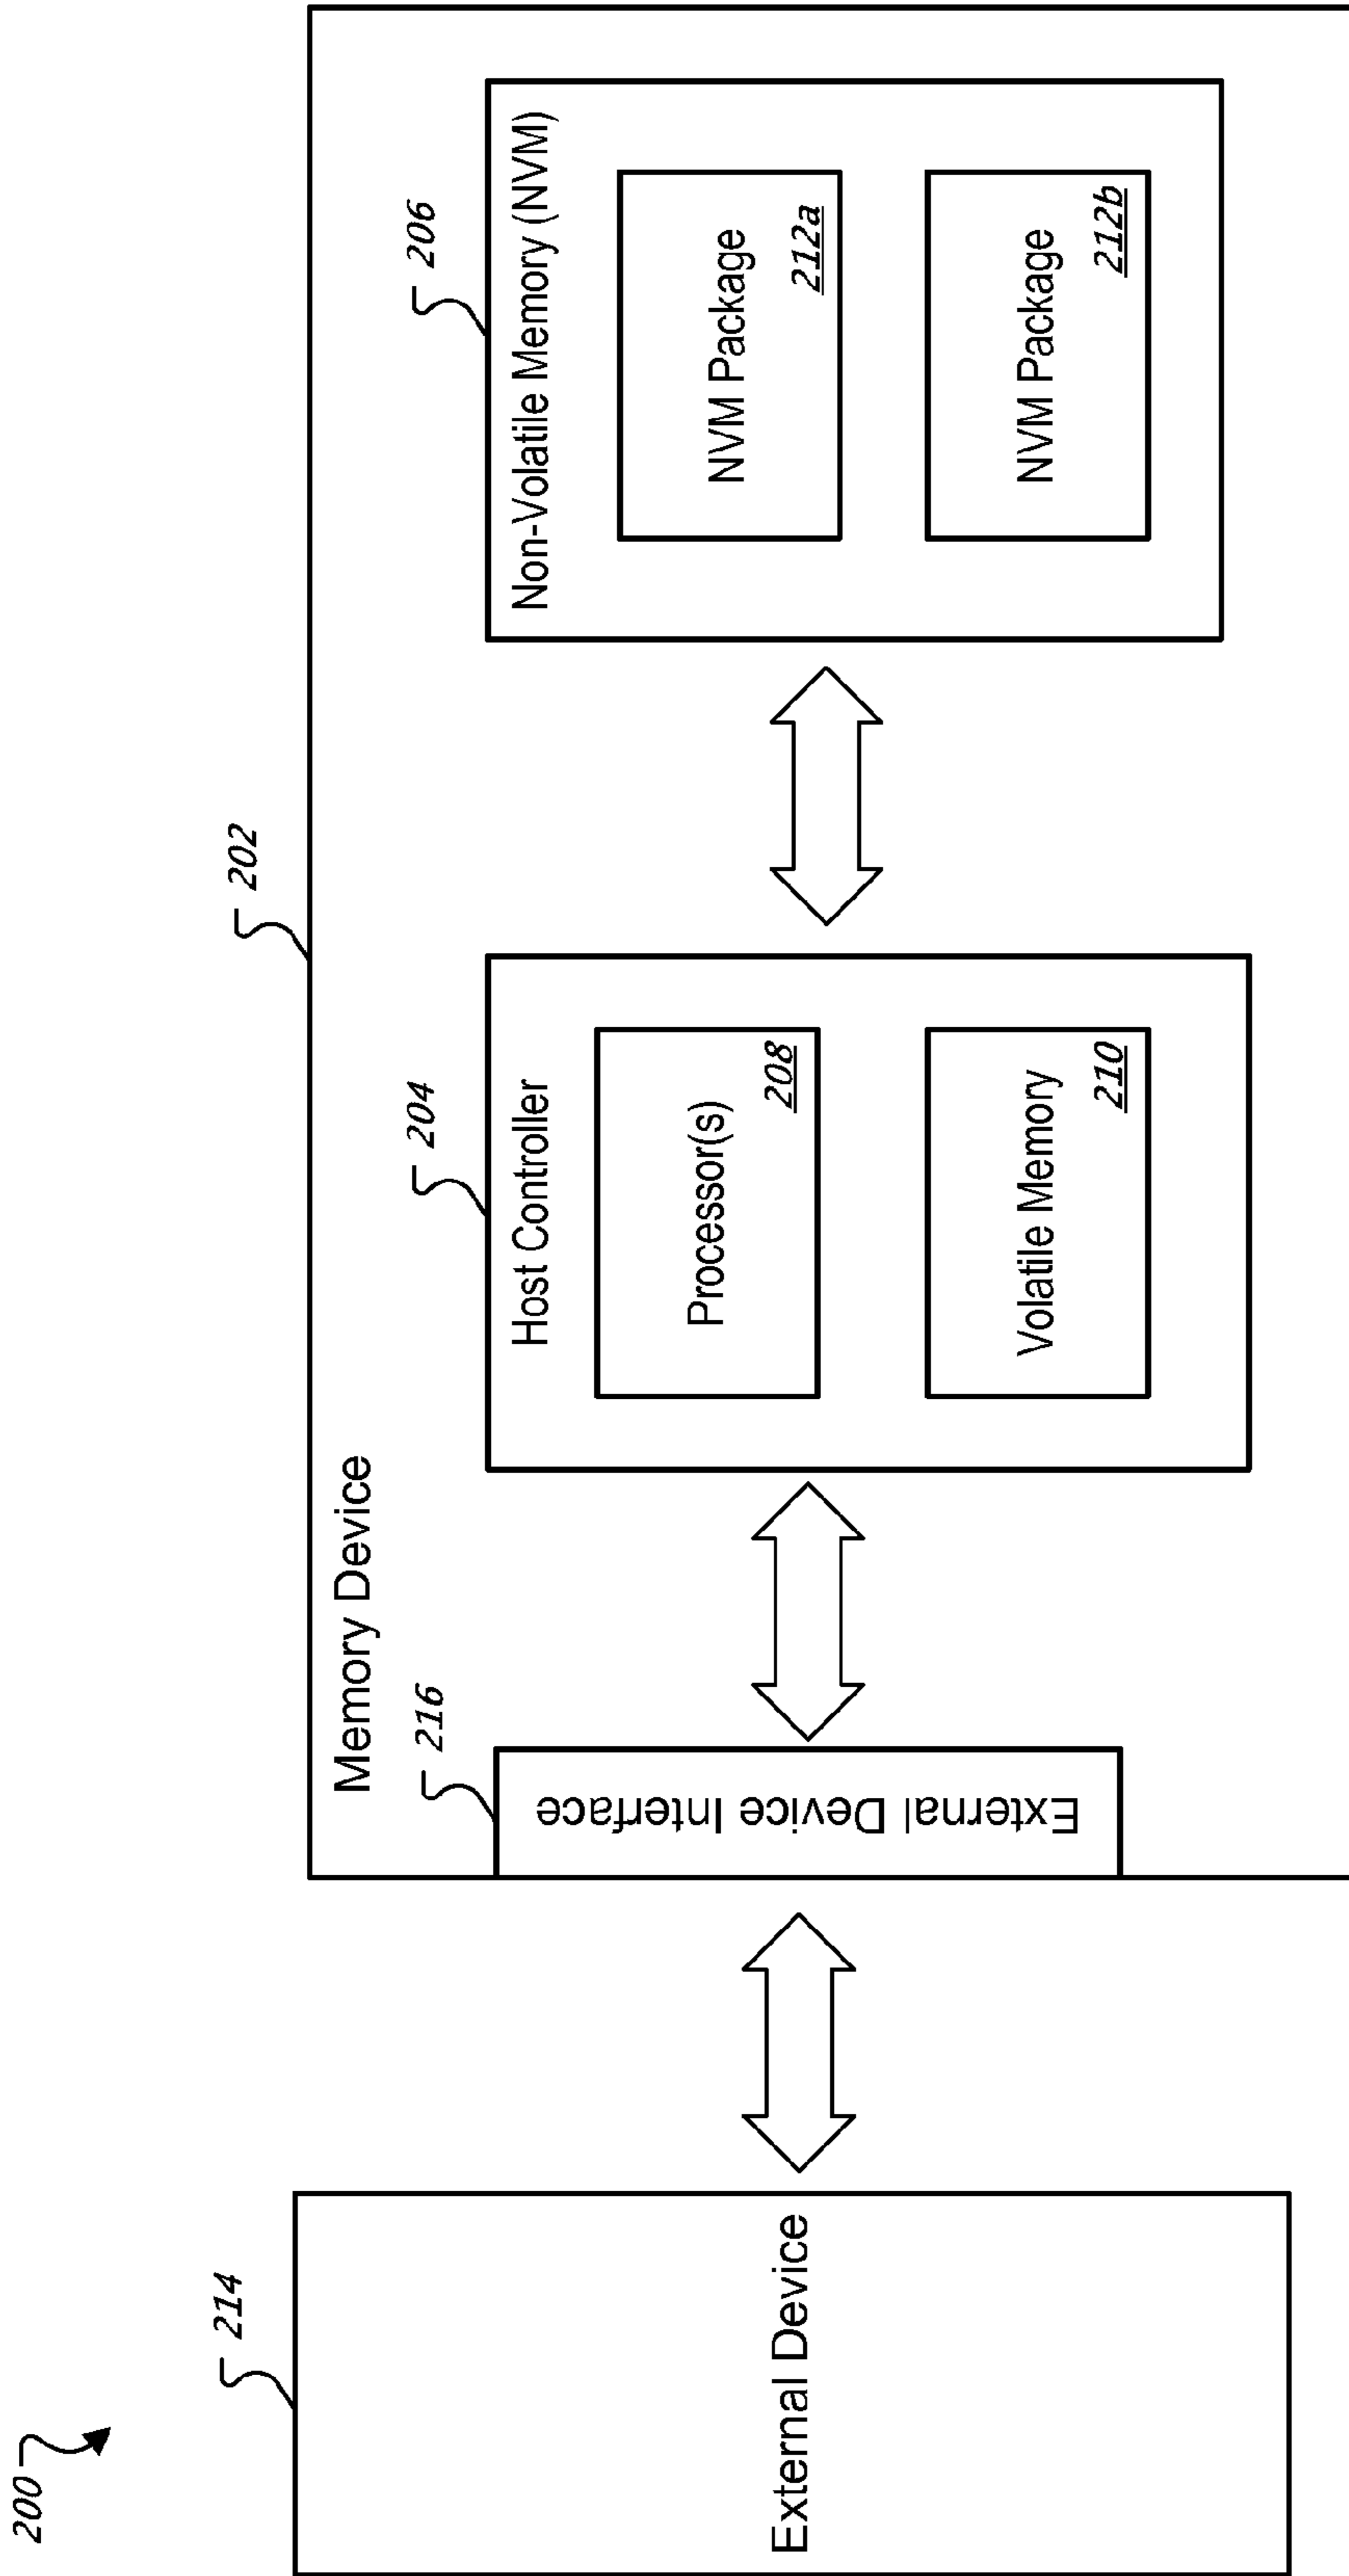 200
214
External Device
202
Memory Device
216
External Device Interface
204
Host Controller
Processor(s)
208
Volatile Memory
210
206
Non-Volatile Memory (NVM)
NVM Package
212a
NVM Package
212b